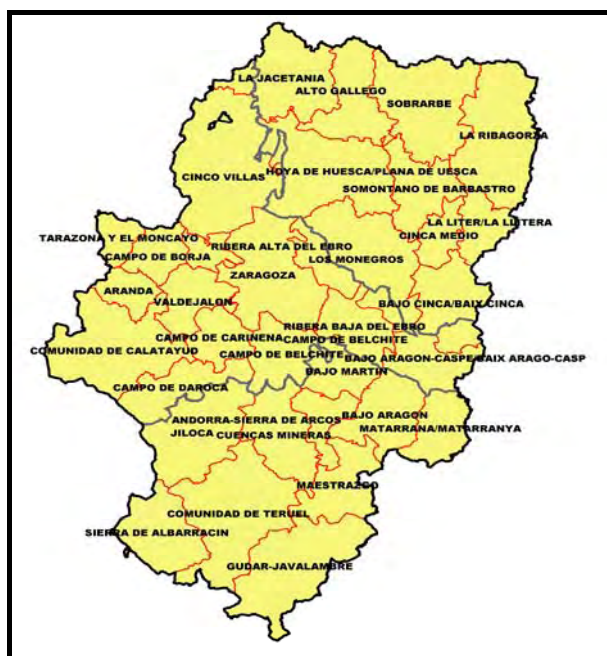 LA JACETANIA
ALTO GALLEGO
SOBRARBE
LA RIBAGORZA
HOYA DE HUESCA/PLANA DE UESCA
CINCO VILLAS
SOMONTANO DE BARBASTRO
LA LITER/LA LLITERA
CINCA MEDIO
TARAZONA Y EL MONCAYO
RIBERA ALTA DEL EBRO
CAMPO DE BORJA
LOS MONEGROS
ZARAGOZA
ARANDA
VALDEJALON
BAJO CINCA/BAIX CINCA
RIBERA BAJA DEL EBRO
CAMPO DE CARINENA
CAMPO DE BELCHITE
COMUNIDAD DE CALATAYUD
CAMPO DE BELCHITE
BAJO ARAGON-CASPE/BAIX ARAGO-CASP
BAJO MARTIN
CAMPO DE DAROCA
BAJO ARAGON
ANDORRA-SIERRA DE ARCOS
MATARRANA/MATARRANYA
JILOCA
CUENCAS MINERAS
MAESTRAZGO
COMUNIDAD DE TERUEL
SIERRA DE ALBARRACIN
GUDAR-JAVALAMBRE